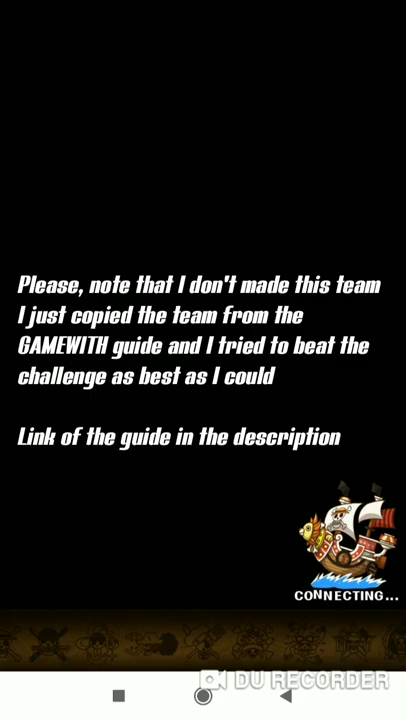 Please, note that I don't made this team
I just copied the team from the
GAMEWITH guide and I tried to beat the
challenge as best as I could
Link of the guide in the description
CONNECTING...
DU RECORDER